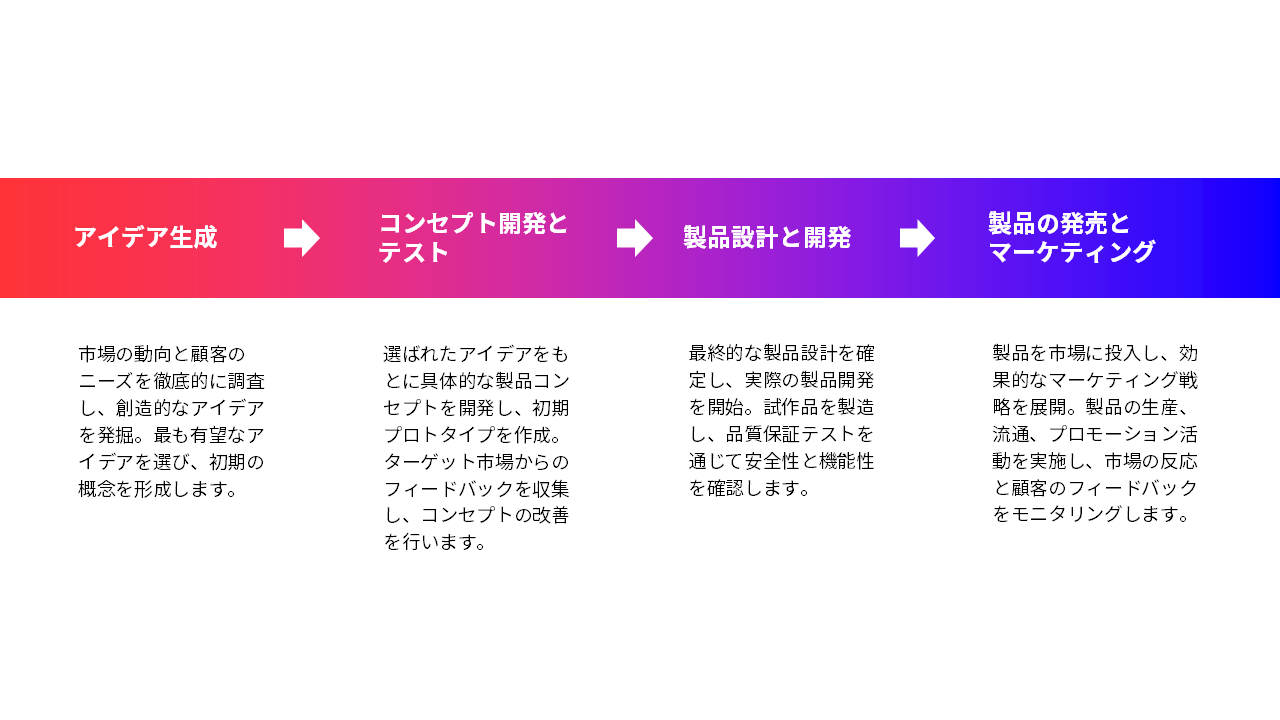 アイデア生成
コンセプト開発と
テスト
製品設計と開発
製品の発売と
マーケティング
市場の動向と顧客の
ニーズを徹底的に調査
し、創造的なアイデア
を発掘。最も有望なア
イデアを選び、初期の
概念を形成します。
選ばれたアイデアをも
とに具体的な製品コン
セプトを開発し、初期
プロトタイプを作成。
ターゲット市場からの
フィードバックを収集
し、コンセプトの改善
を行います。
最終的な製品設計を確
定し、実際の製品開発
を開始。試作品を製造
し、品質保証テストを
通じて安全性と機能性
を確認します。
製品を市場に投入し、効
果的なマーケティング戦
略を展開。製品の生産、
流通、プロモーション活
動を実施し、市場の反応
と顧客のフィードバック
をモニタリングします。